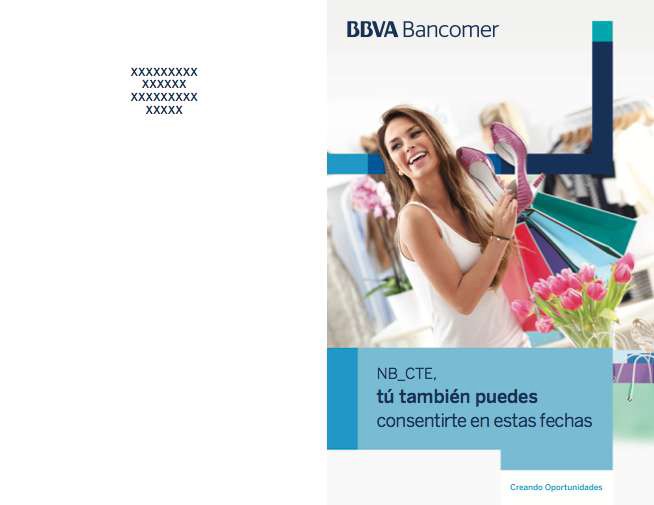 XXXXXXXXX
XXXXXX
XXXXXXXXX
XXXXX
BBVA Bancomer
NB_CTE,
tú también puedes
consentirte en estas fechas
Creando Oportunidades